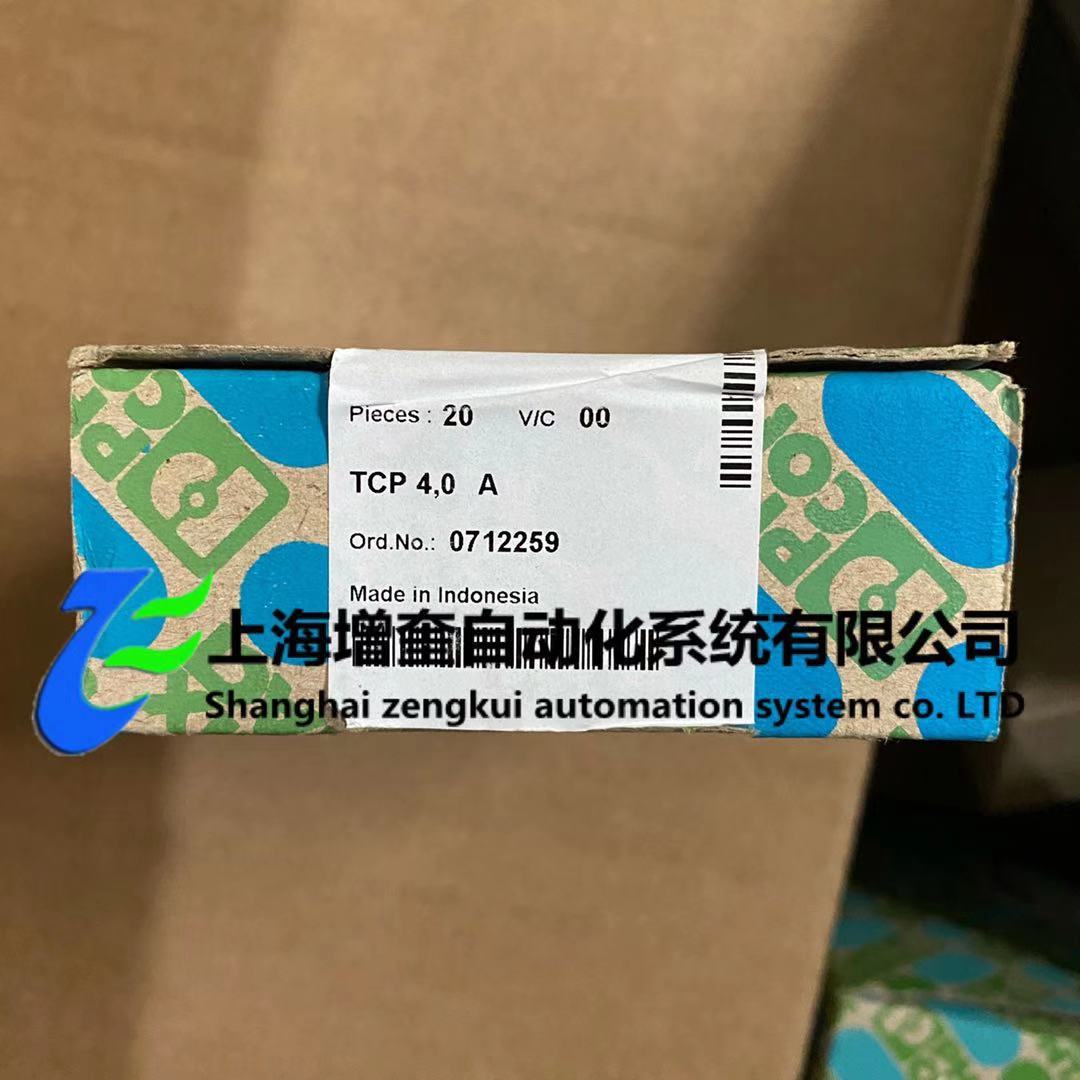 Pieces : 20 V/C 00
TCP 4,0 A
Ord.No.: 0712259
Made in Indonesia
上海增奎自动化系统有限公司
Shanghai zengkui automation system co. LTD